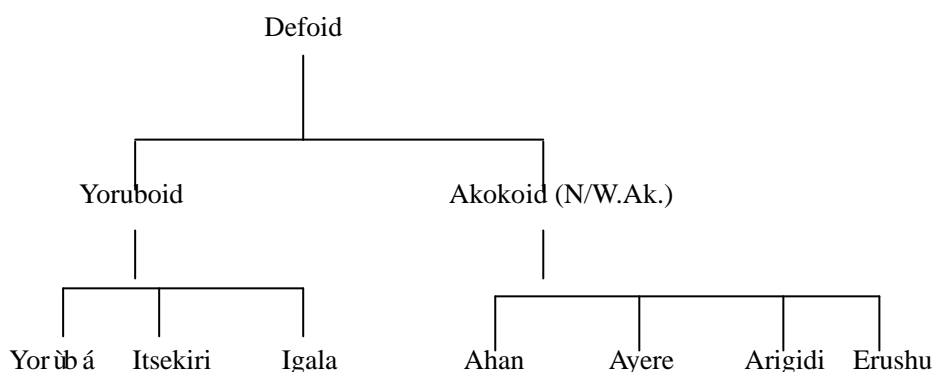 Defoid
Yoruboid Akokoid (N/W.Ak.)
Yorùbá Itsekiri Igala Ahan Ayere Arigidi Erushu